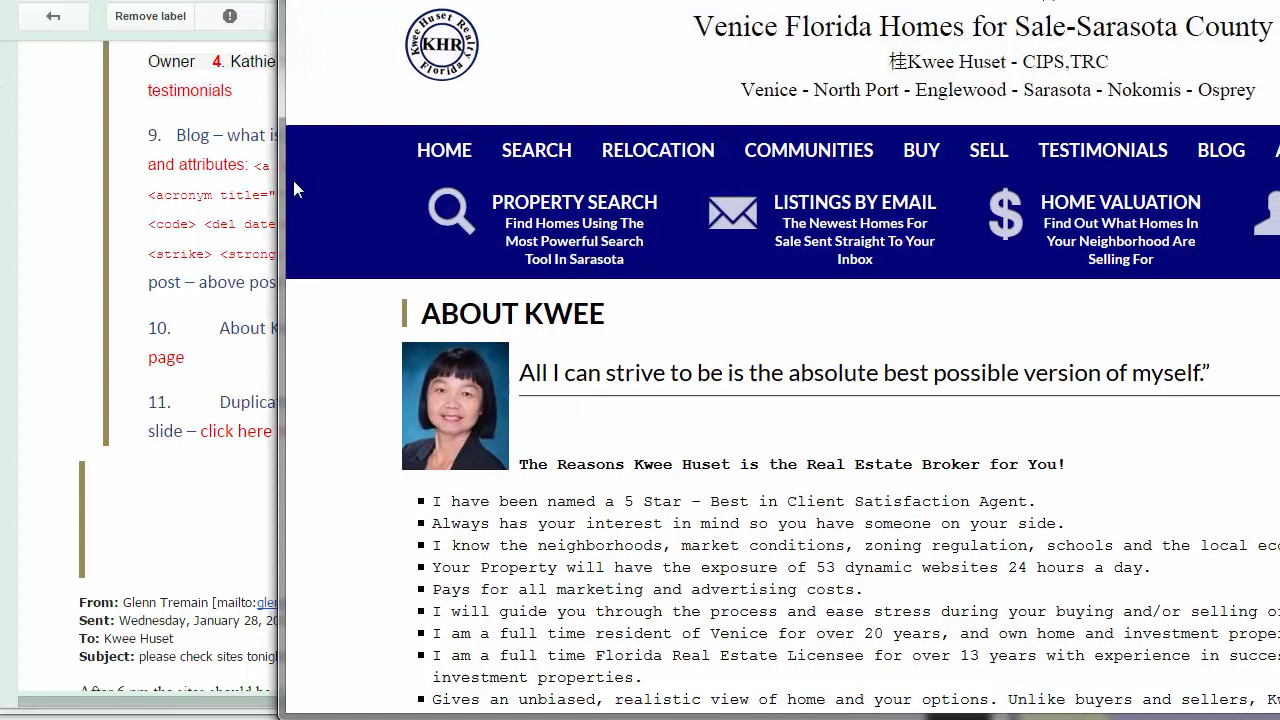 Remove label
Owner 4. Kathie
testimonials
9. Blog – what is
and attributes: <a
<acronym title="
<code> <del date
<strike> <strong
post – above pos
10. About K
page
11. Duplica
slide – click here
From: Glenn Tremain [mailto:gle
Sent: Wednesday, January 28, 20
To: Kwee Huset
Subject: please check sites tonig
Kwee Huset Realty
KHR
Florida
Venice Florida Homes for Sale-Sarasota County
桂Kwee Huset - CIPS,TRC
Venice - North Port - Englewood - Sarasota - Nokomis - Osprey
HOME SEARCH RELOCATION COMMUNITIES BUY SELL TESTIMONIALS BLOG
PROPERTY SEARCH
Find Homes Using The
Most Powerful Search
Tool In Sarasota
LISTINGS BY EMAIL
The Newest Homes For
Sale Sent Straight To Your
Inbox
$
HOME VALUATION
Find Out What Homes In
Your Neighborhood Are
Selling For
ABOUT KWEE
All I can strive to be is the absolute best possible version of myself.”
The Reasons Kwee Huset is the Real Estate Broker for You!
I have been named a 5 Star – Best in Client Satisfaction Agent.
Always has your interest in mind so you have someone on your side.
I know the neighborhoods, market conditions, zoning regulation, schools and the local eco
Your Property will have the exposure of 53 dynamic websites 24 hours a day.
Pays for all marketing and advertising costs.
I will guide you through the process and ease stress during your buying and/or selling o
I am a full time resident of Venice for over 20 years, and own home and investment prope
I am a full time Florida Real Estate Licensee for over 13 years with experience in succes
investment properties.
Gives an unbiased, realistic view of home and your options. Unlike buyers and sellers, K